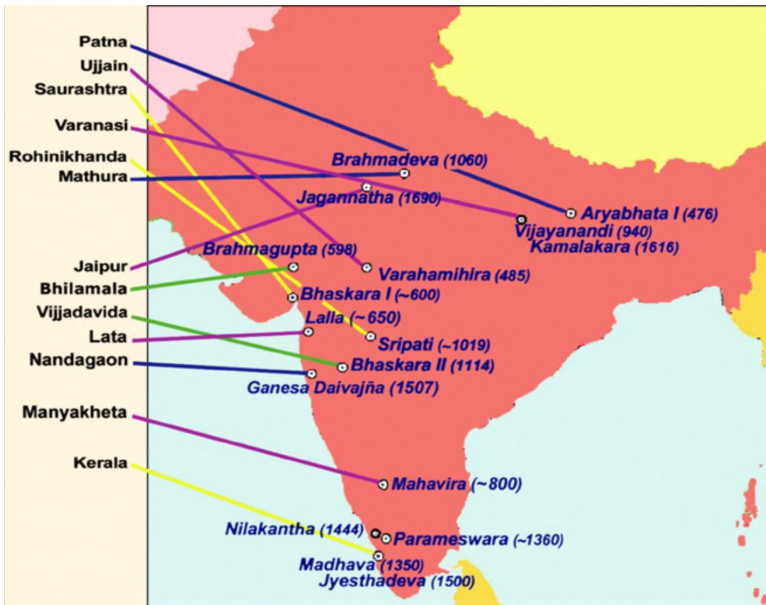 Patna
Ujjain
Saurashtra
Varanasi
Rohinikhanda
Mathura
Jaipur
Bhilamala
Vijjadavida
Lata
Nandagaon
Manyakheta
Kerala
Brahmadeva (1060)
Jagannatha (1690)
Aryabhata I (476)
Vijayanandi (940)
Kamalakara (1616)
Brahmagupta (598)
Varahamihira (485)
Bhaskara I (~600)
Lalla (~650)
Sripati (~1019)
Bhaskara II (1114)
Ganesa Daivajña (1507)
Mahavira (~800)
Nilakantha (1444)
Parameswara (~1360)
Madhava (1350)
Jyesthadeva (1500)